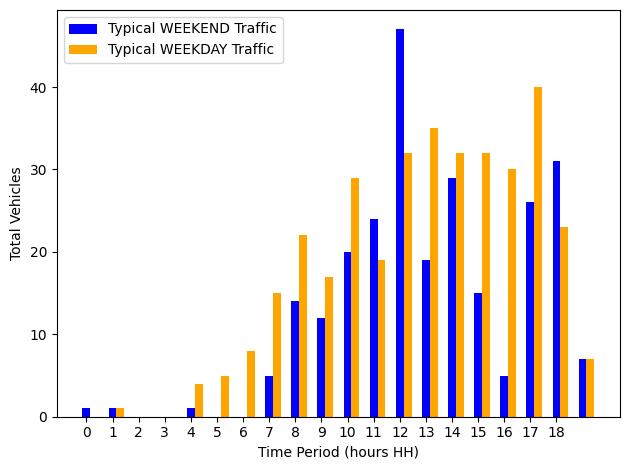 Typical WEEKEND Traffic
Typical WEEKDAY Traffic
Total Vehicles
40
30
20
10
0
0 1 2 3 4 5 6 7 8 9 10 11 12 13 14 15 16 17 18
Time Period (hours HH)